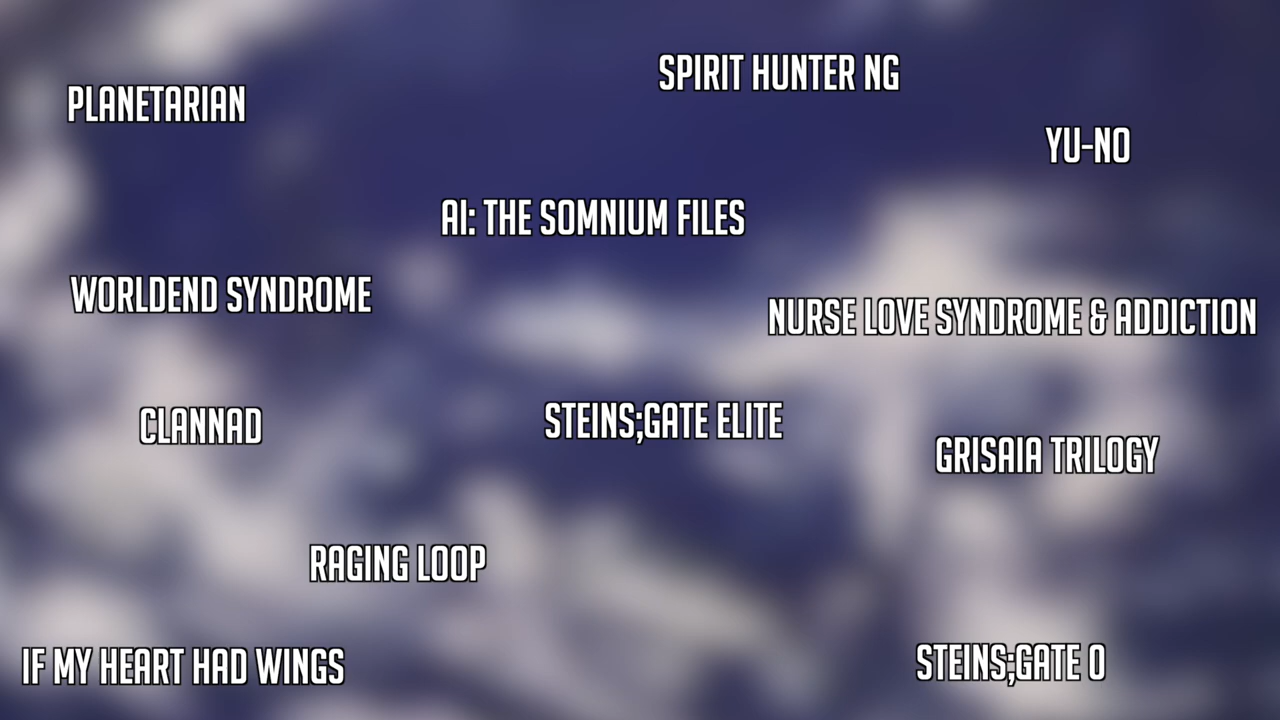 SPIRIT HUNTER NG
PLANETARIAN
YU-NO
AI: THE SOMNIUM FILES
WORLDEND SYNDROME
NURSE LOVE SYNDROME & ADDICTION
STEINS;GATE ELITE
CLANNAD
GRISAIA TRILOGY
RAGING LOOP
IF MY HEART HAD WINGS
STEINS;GATE 0